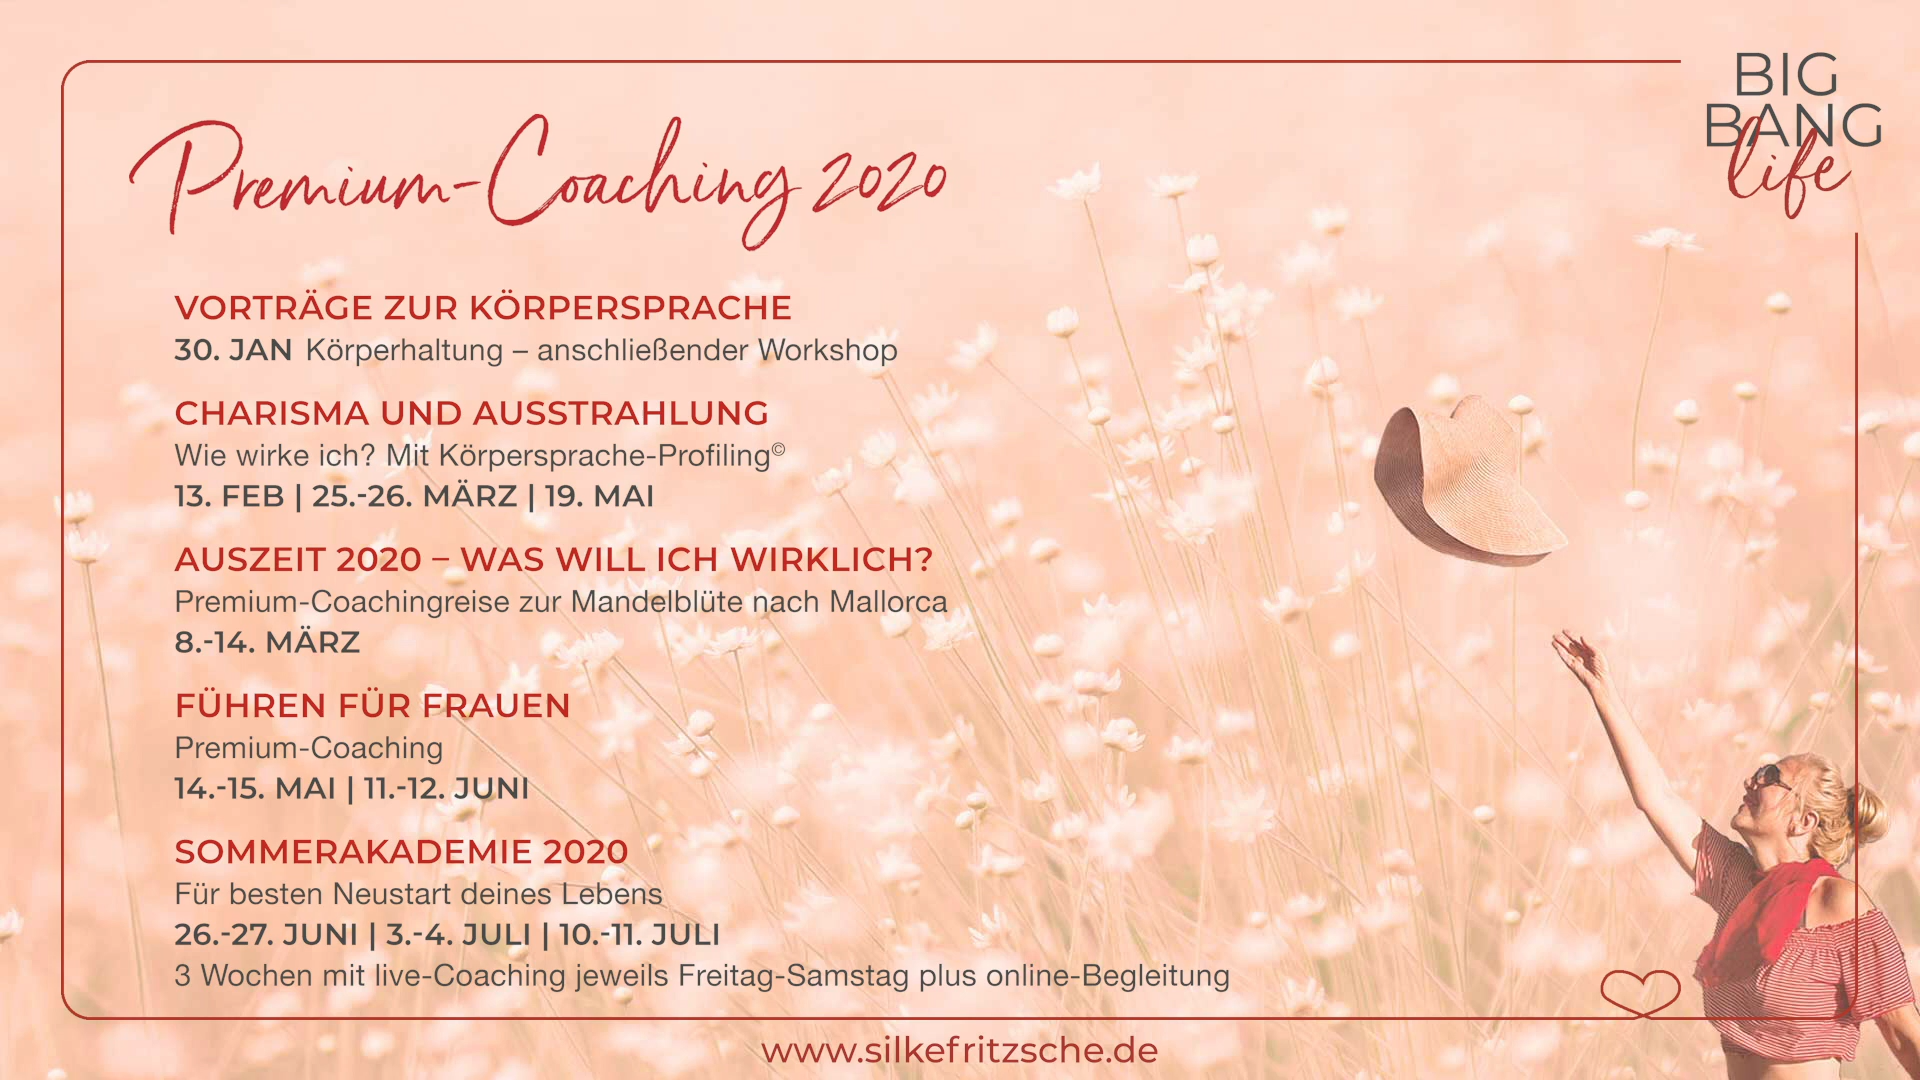 BIG
BANG
life
Premium-Coaching 2020
VORTRÄGE ZUR KÖRPERSPRACHE
30. JAN Körperhaltung – anschließender Workshop
CHARISMA UND AUSSTRAHLUNG
Wie wirke ich? Mit Körpersprache-Profiling©
13. FEB | 25.-26. MÄRZ | 19. MAI
AUSZEIT 2020 – WAS WILL ICH WIRKLICH?
Premium-Coachingreise zur Mandelblüte nach Mallorca
8.-14. MÄRZ
FÜHREN FÜR FRAUEN
Premium-Coaching
14.-15. MAI | 11.-12. JUNI
SOMMERAKADEMIE 2020
Für besten Neustart deines Lebens
26.-27. JUNI | 3.-4. JULI | 10.-11. JULI
3 Wochen mit live-Coaching jeweils Freitag-Samstag plus online-Begleitung
www.silkefritzsche.de